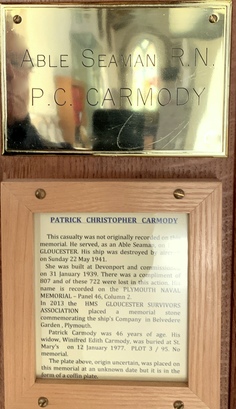 ABLE SEAMAN R.N.
P.C. CARMODY
PATRICK CHRISTOPHER CARMODY
This casualty was not originally recorded on this
memorial. He served, as an Able Seaman, on
GLOUCESTER. His ship was destroyed by
on Sunday 22 May 1941.
She was built at Devonport and commissioned
on 31 January 1939. There was a compliment of
807 and of these 722 were lost in this action. His
name is recorded on the PLYMOUTH NAVAL
MEMORIAL - Panel 46, Column 2.
In 2013 the HMS GLOUCESTER SURVIVORS
ASSOCIATION placed a memorial stone
commemorating the ship's Company in Belvedere
Garden, Plymouth.
Patrick Carmody was 46 years of age. His
widow, Winifred Edith Carmody, was buried at St.
Mary's on 12 January 1977. PLOT 3 / 95. No
memorial.
The plate above, origin uncertain, was placed on
this memorial at an unknown date but it is in the
form of a coffin plate.